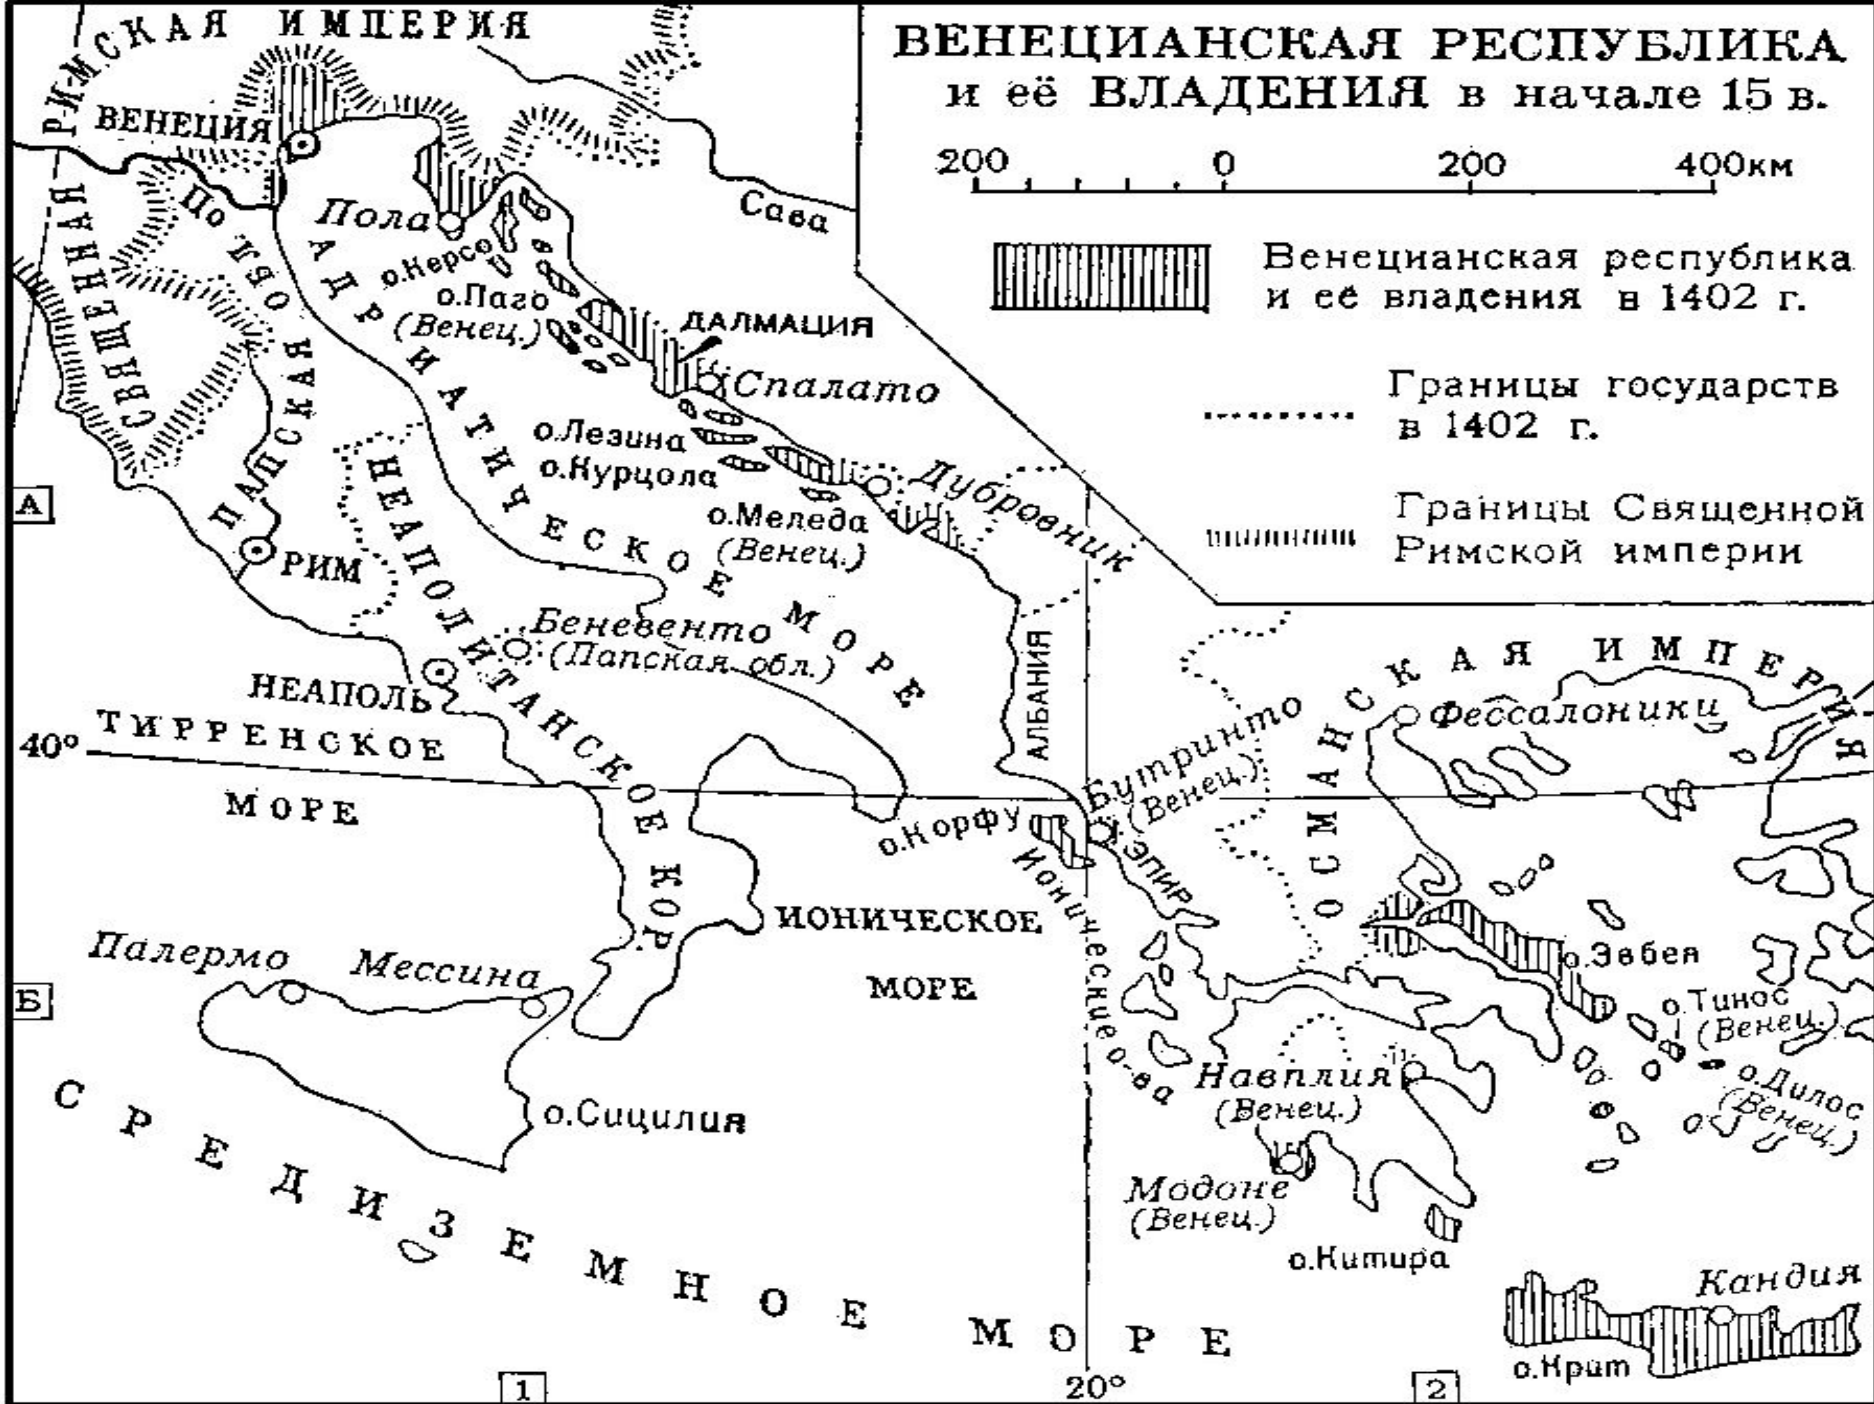 ВЕНЕЦИАНСКАЯ РЕСПУБЛИКА
и её ВЛАДЕНИЯ в начале 15 в.
200 0 200 400км
Венецианская республика
и её владения в 1402 г.
Границы государств
в 1402 г.
Границы Священной
Римской империи
СВЯЩЕННАЯ РИМСКАЯ ИМПЕРИЯ
ВЕНЕЦИЯ
По
Сава
Пола
о.Керсо
о.Паго
(Венец.)
ДАЛМАЦИЯ
Спалато
о.Лезина
о.Курцола
о.Меледа
(Венец.)
Дубровник
АДРИАТИЧЕСКОЕ МОРЕ
ПАПСКАЯ ОБЛ.
А
РИМ
НЕАПОЛИТАНСКОЕ КОР.
Беневенто
(Папская обл.)
НЕАПОЛЬ
АЛБАНИЯ
ОСМАНСКАЯ ИМПЕРИЯ
Фессалоники
40°
ТИРРЕНСКОЕ
МОРЕ
Бутринто
(Венец.)
о.Корфу
ЭПИР
Ионические о-ва
ИОНИЧЕСКОЕ
МОРЕ
Палермо
Мессина
Б
о.Сицилия
о.Эвбея
о.Тинос
(Венец.)
о.Дилос
(Венец.)
Навплия
(Венец.)
Модоне
(Венец.)
о.Китира
Кандия
о.Крит
СРЕДИЗЕМНОЕ МОРЕ
1
20°
2